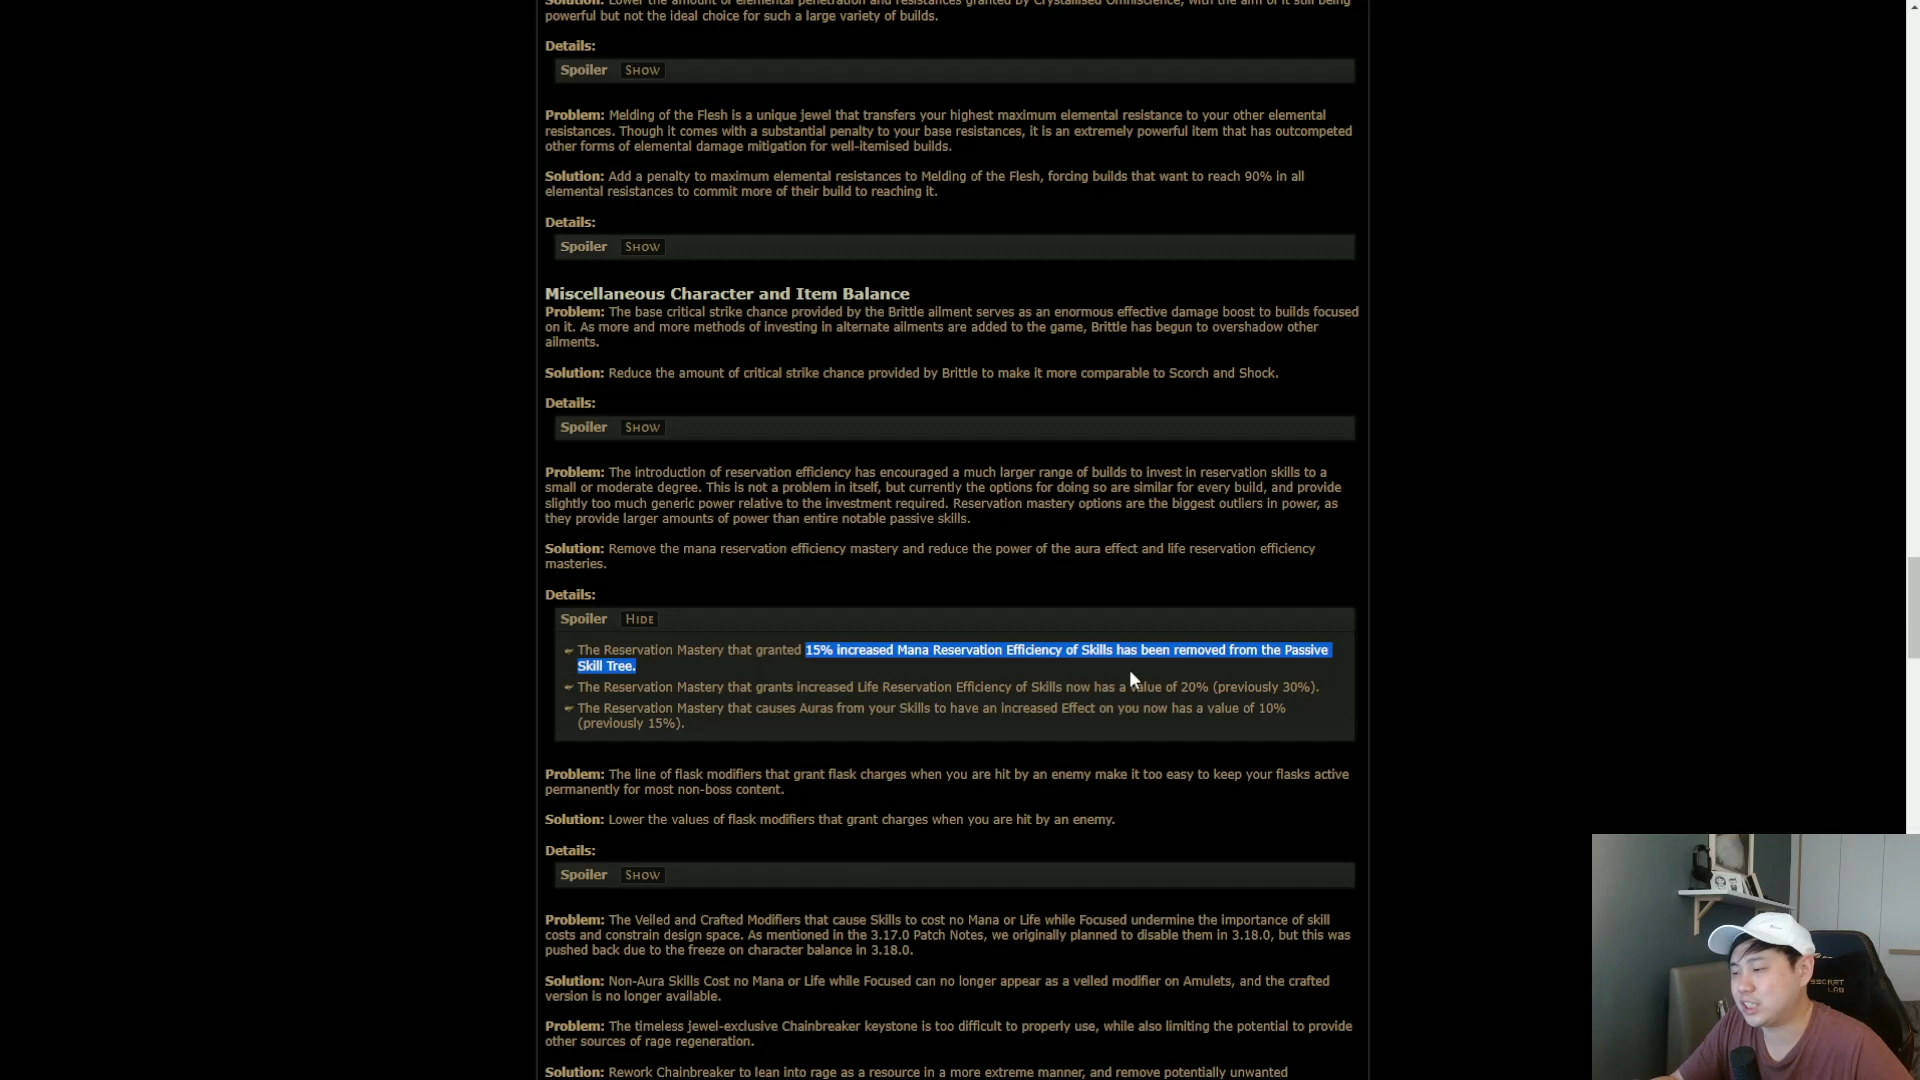 Solution: Lower the amount of elemental penetration and resistances granted by Crystallised Omniscience, with the aim of it still being
powerful but not the ideal choice for such a large variety of builds.
Details:
Spoiler SHOW
Problem: Melding of the Flesh is a unique jewel that transfers your highest maximum elemental resistance to your other elemental
resistances. Though it comes with a substantial penalty to your base resistances, it is an extremely powerful item that has outcompeted
other forms of elemental damage mitigation for well-itemised builds.
Solution: Add a penalty to maximum elemental resistances to Melding of the Flesh, forcing builds that want to reach 90% in all
elemental resistances to commit more of their build to reaching it.
Details:
Spoiler SHOW
Miscellaneous Character and Item Balance
Problem: The base critical strike chance provided by the Brittle ailment serves as an enormous effective damage boost to builds focused
on it. As more and more methods of investing in alternate ailments are added to the game, Brittle has begun to overshadow other
ailments.
Solution: Reduce the amount of critical strike chance provided by Brittle to make it more comparable to Scorch and Shock.
Details:
Spoiler SHOW
Problem: The introduction of reservation efficiency has encouraged a much larger range of builds to invest in reservation skills to a
small or moderate degree. This is not a problem in itself, but currently the options for doing so are similar for every build, and provide
slightly too much generic power relative to the investment required. Reservation mastery options are the biggest outliers in power, as
they provide larger amounts of power than entire notable passive skills.
Solution: Remove the mana reservation efficiency mastery and reduce the power of the aura effect and life reservation efficiency
masteries.
Details:
Spoiler HIDE
The Reservation Mastery that granted 15% increased Mana Reservation Efficiency of Skills has been removed from the Passive
Skill Tree.
The Reservation Mastery that grants increased Life Reservation Efficiency of Skills now has a value of 20% (previously 30%).
The Reservation Mastery that causes Auras from your Skills to have an increased Effect on you now has a value of 10%
(previously 15%).
Problem: The line of flask modifiers that grant flask charges when you are hit by an enemy make it too easy to keep your flasks active
permanently for most non-boss content.
Solution: Lower the values of flask modifiers that grant charges when you are hit by an enemy.
Details:
Spoiler SHOW
Problem: The Veiled and Crafted Modifiers that cause Skills to cost no Mana or Life while Focused undermine the importance of skill
costs and constrain design space. As mentioned in the 3.17.0 Patch Notes, we originally planned to disable them in 3.18.0, but this was
pushed back due to the freeze on character balance in 3.18.0.
Solution: Non-Aura Skills Cost no Mana or Life while Focused can no longer appear as a veiled modifier on Amulets, and the crafted
version is no longer available.
Problem: The timeless jewel-exclusive Chainbreaker keystone is too difficult to properly use, while also limiting the potential to provide
other sources of rage regeneration.
Solution: Rework Chainbreaker to lean into rage as a resource in a more extreme manner, and remove potentially unwanted
SECRET
LAB